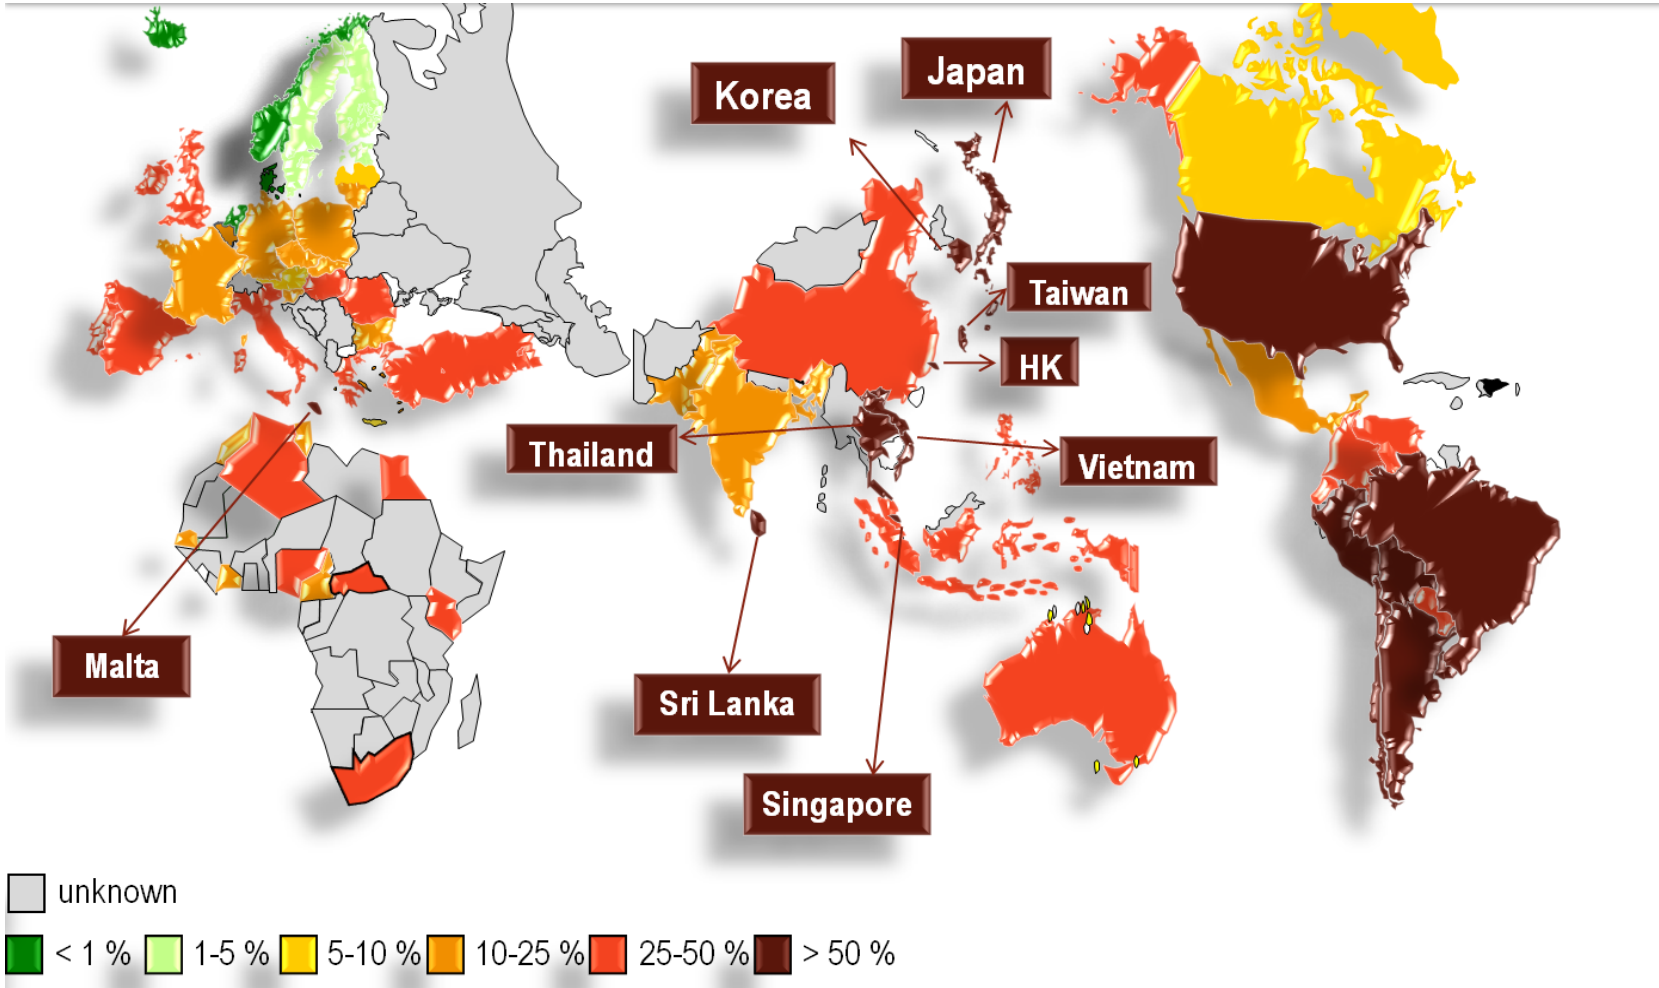 Japan
Korea
Taiwan
HK
Thailand
Vietnam
Malta
Sri Lanka
Singapore
unknown
< 1 % 1-5 % 5-10 % 10-25 % 25-50 % > 50 %